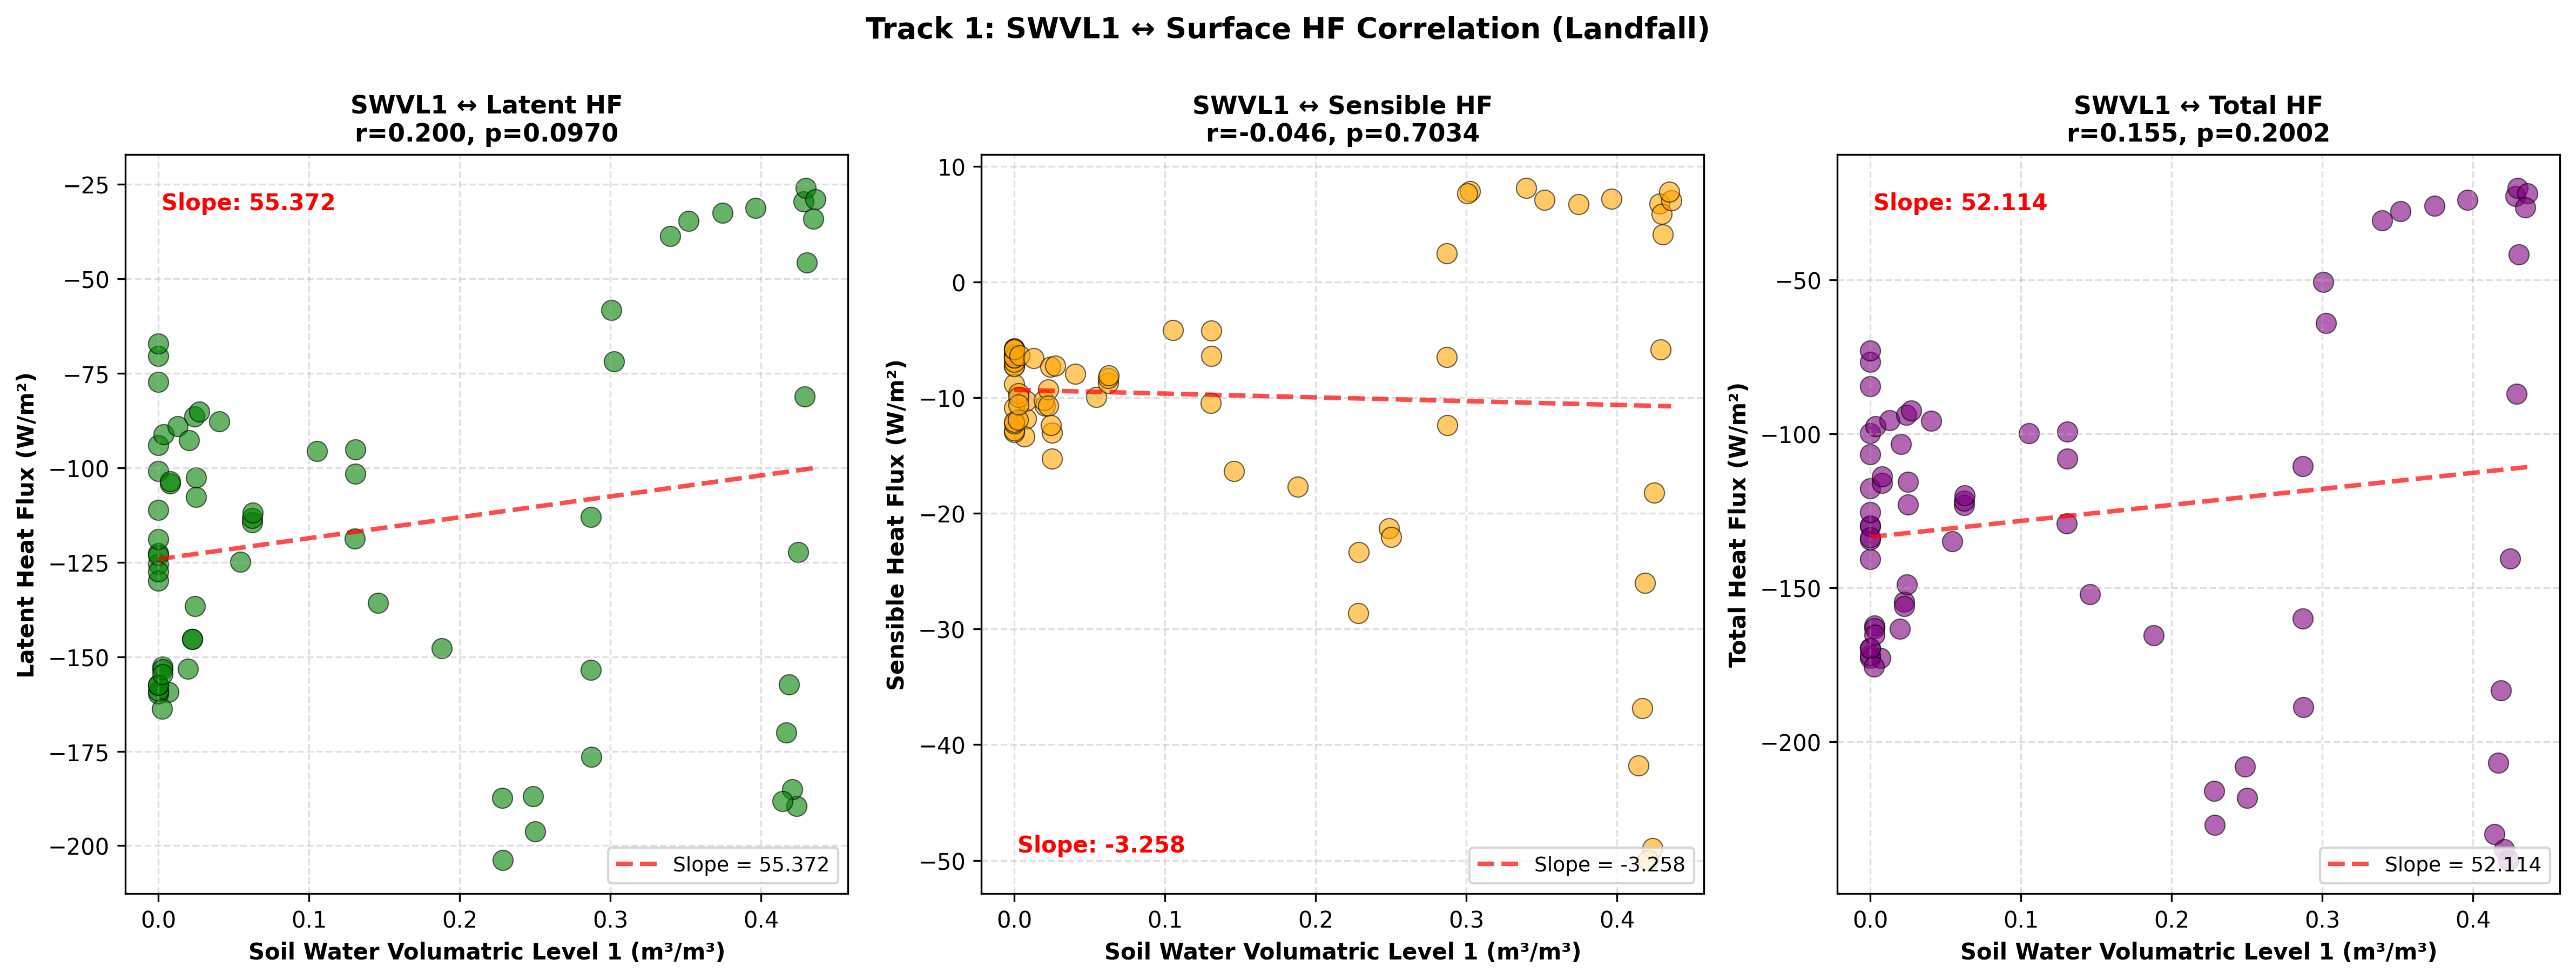 Track 1: SWVL1 ↔ Surface HF Correlation (Landfall)
SWVL1 ↔ Latent HF
r=0.200, p=0.0970
Slope: 55.372
Latent Heat Flux (W/m²)
−25
−50
−75
−100
−125
−150
−175
−200
Slope = 55.372
0.0 0.1 0.2 0.3 0.4
Soil Water Volumatric Level 1 (m³/m³)
SWVL1 ↔ Sensible HF
r=-0.046, p=0.7034
Sensible Heat Flux (W/m²)
10
0
−10
−20
−30
−40
−50
Slope: -3.258
Slope = -3.258
0.0 0.1 0.2 0.3 0.4
Soil Water Volumatric Level 1 (m³/m³)
SWVL1 ↔ Total HF
r=0.155, p=0.2002
Slope: 52.114
Total Heat Flux (W/m²)
−50
−100
−150
−200
Slope = 52.114
0.0 0.1 0.2 0.3 0.4
Soil Water Volumatric Level 1 (m³/m³)